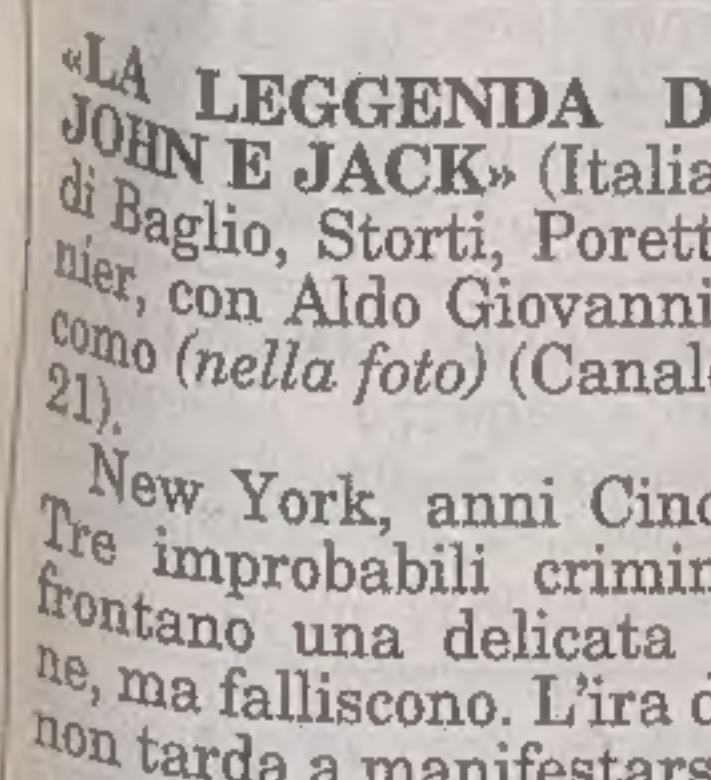 «LA LEGGENDA D
JOHN E JACK» (Italia
di Baglio, Storti, Porett
nier, con Aldo Giovanni
como (nella foto) (Canal
21).
New York, anni Cinq
Tre improbabili crimin
frontano una delicata
ne, ma falliscono. L'ira d
non tarda a manifestars